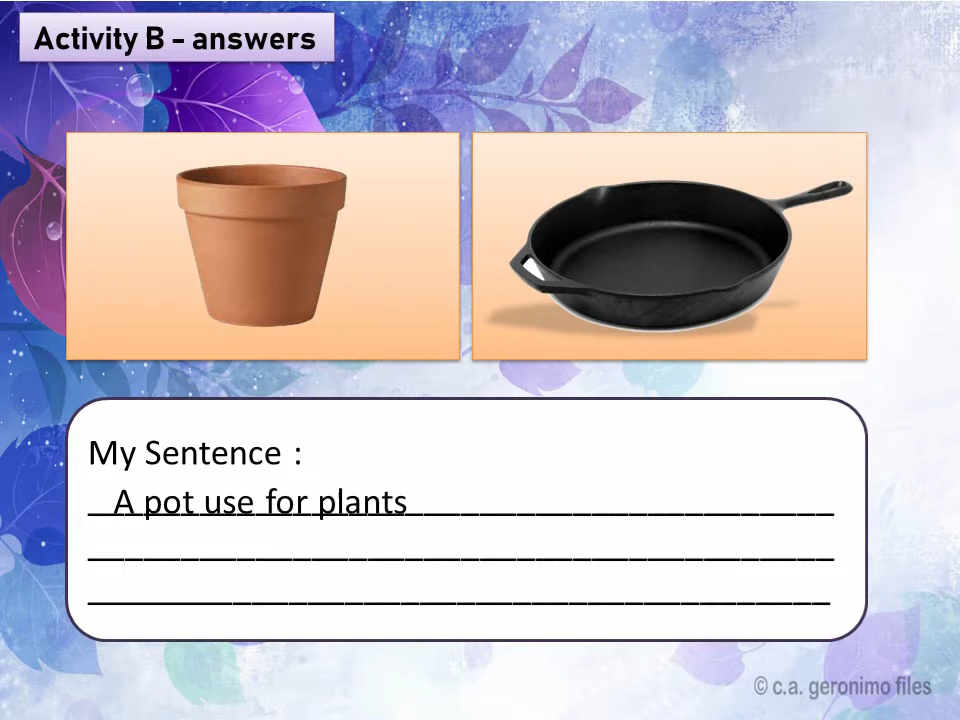 Activity B - answers
My Sentence :
A pot use for plants
© c.a. geronimo files